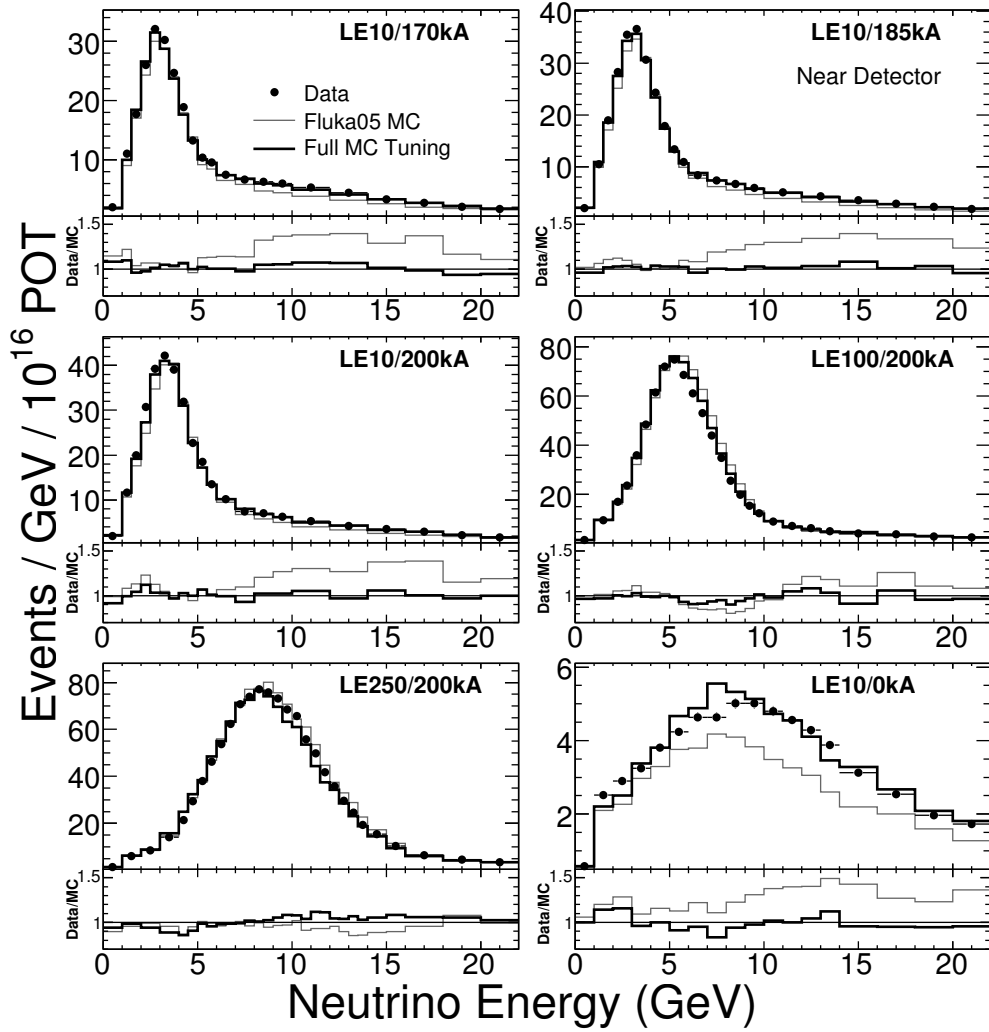 Events / GeV / 10^16 POT
LE10/170kA
30
20
10
Data
Fluka05 MC
Full MC Tuning
Data/MC
1.5
1
0 5 10 15 20
LE10/185kA
Near Detector
40
30
20
10
Data/MC
1.5
1
0 5 10 15 20
LE10/200kA
40
30
20
10
Data/MC
1.5
1
0 5 10 15 20
LE100/200kA
80
60
40
20
Data/MC
1.5
1
0 5 10 15 20
LE250/200kA
80
60
40
20
Data/MC
1.5
1
0 5 10 15 20
LE10/0kA
6
4
2
Data/MC
1.5
1
0 5 10 15 20
Neutrino Energy (GeV)